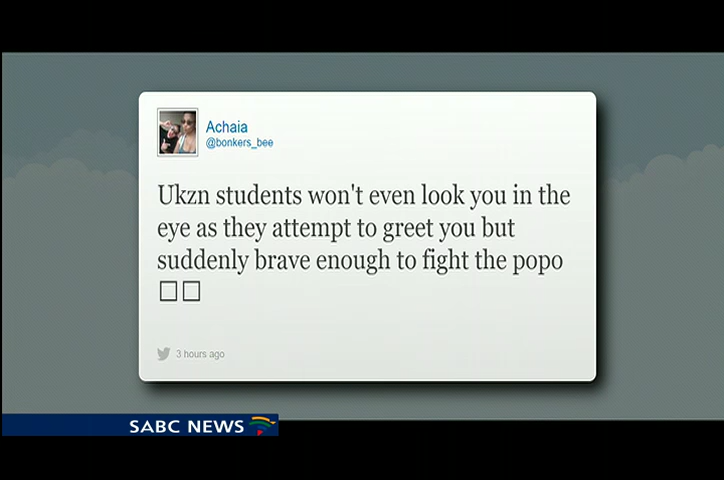 Achaia
@bonkers_bee
Ukzn students won't even look you in the
eye as they attempt to greet you but
suddenly brave enough to fight the popo
□□
3 hours ago
SABC NEWS